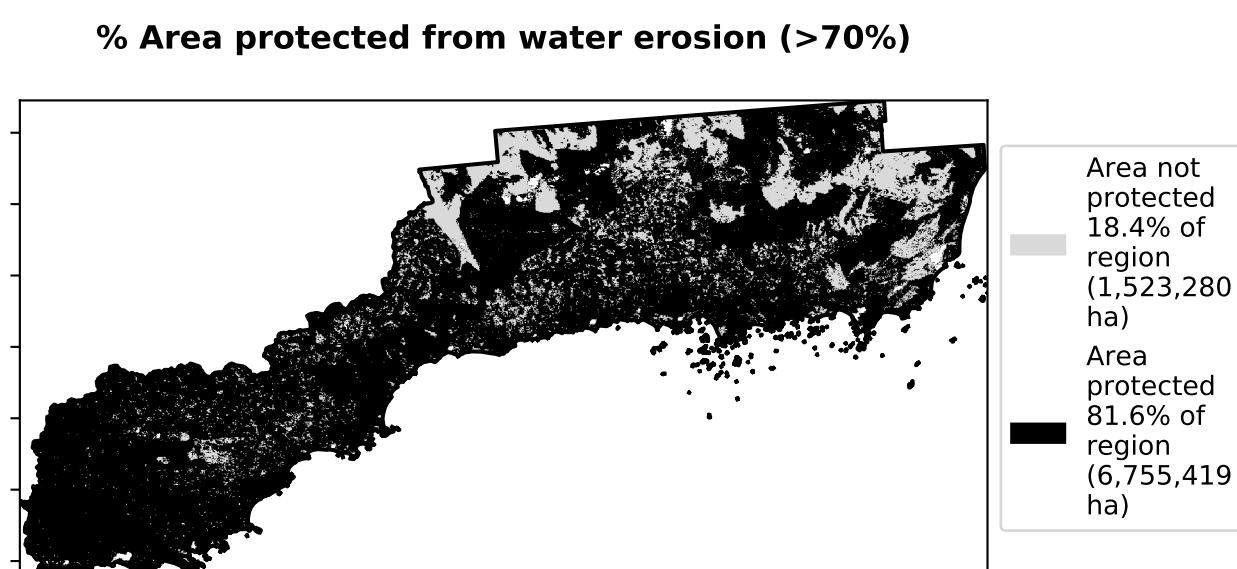 % Area protected from water erosion (>70%)
Area not
protected
18.4% of
region
(1,523,280
ha)
Area
protected
81.6% of
region
(6,755,419
ha)